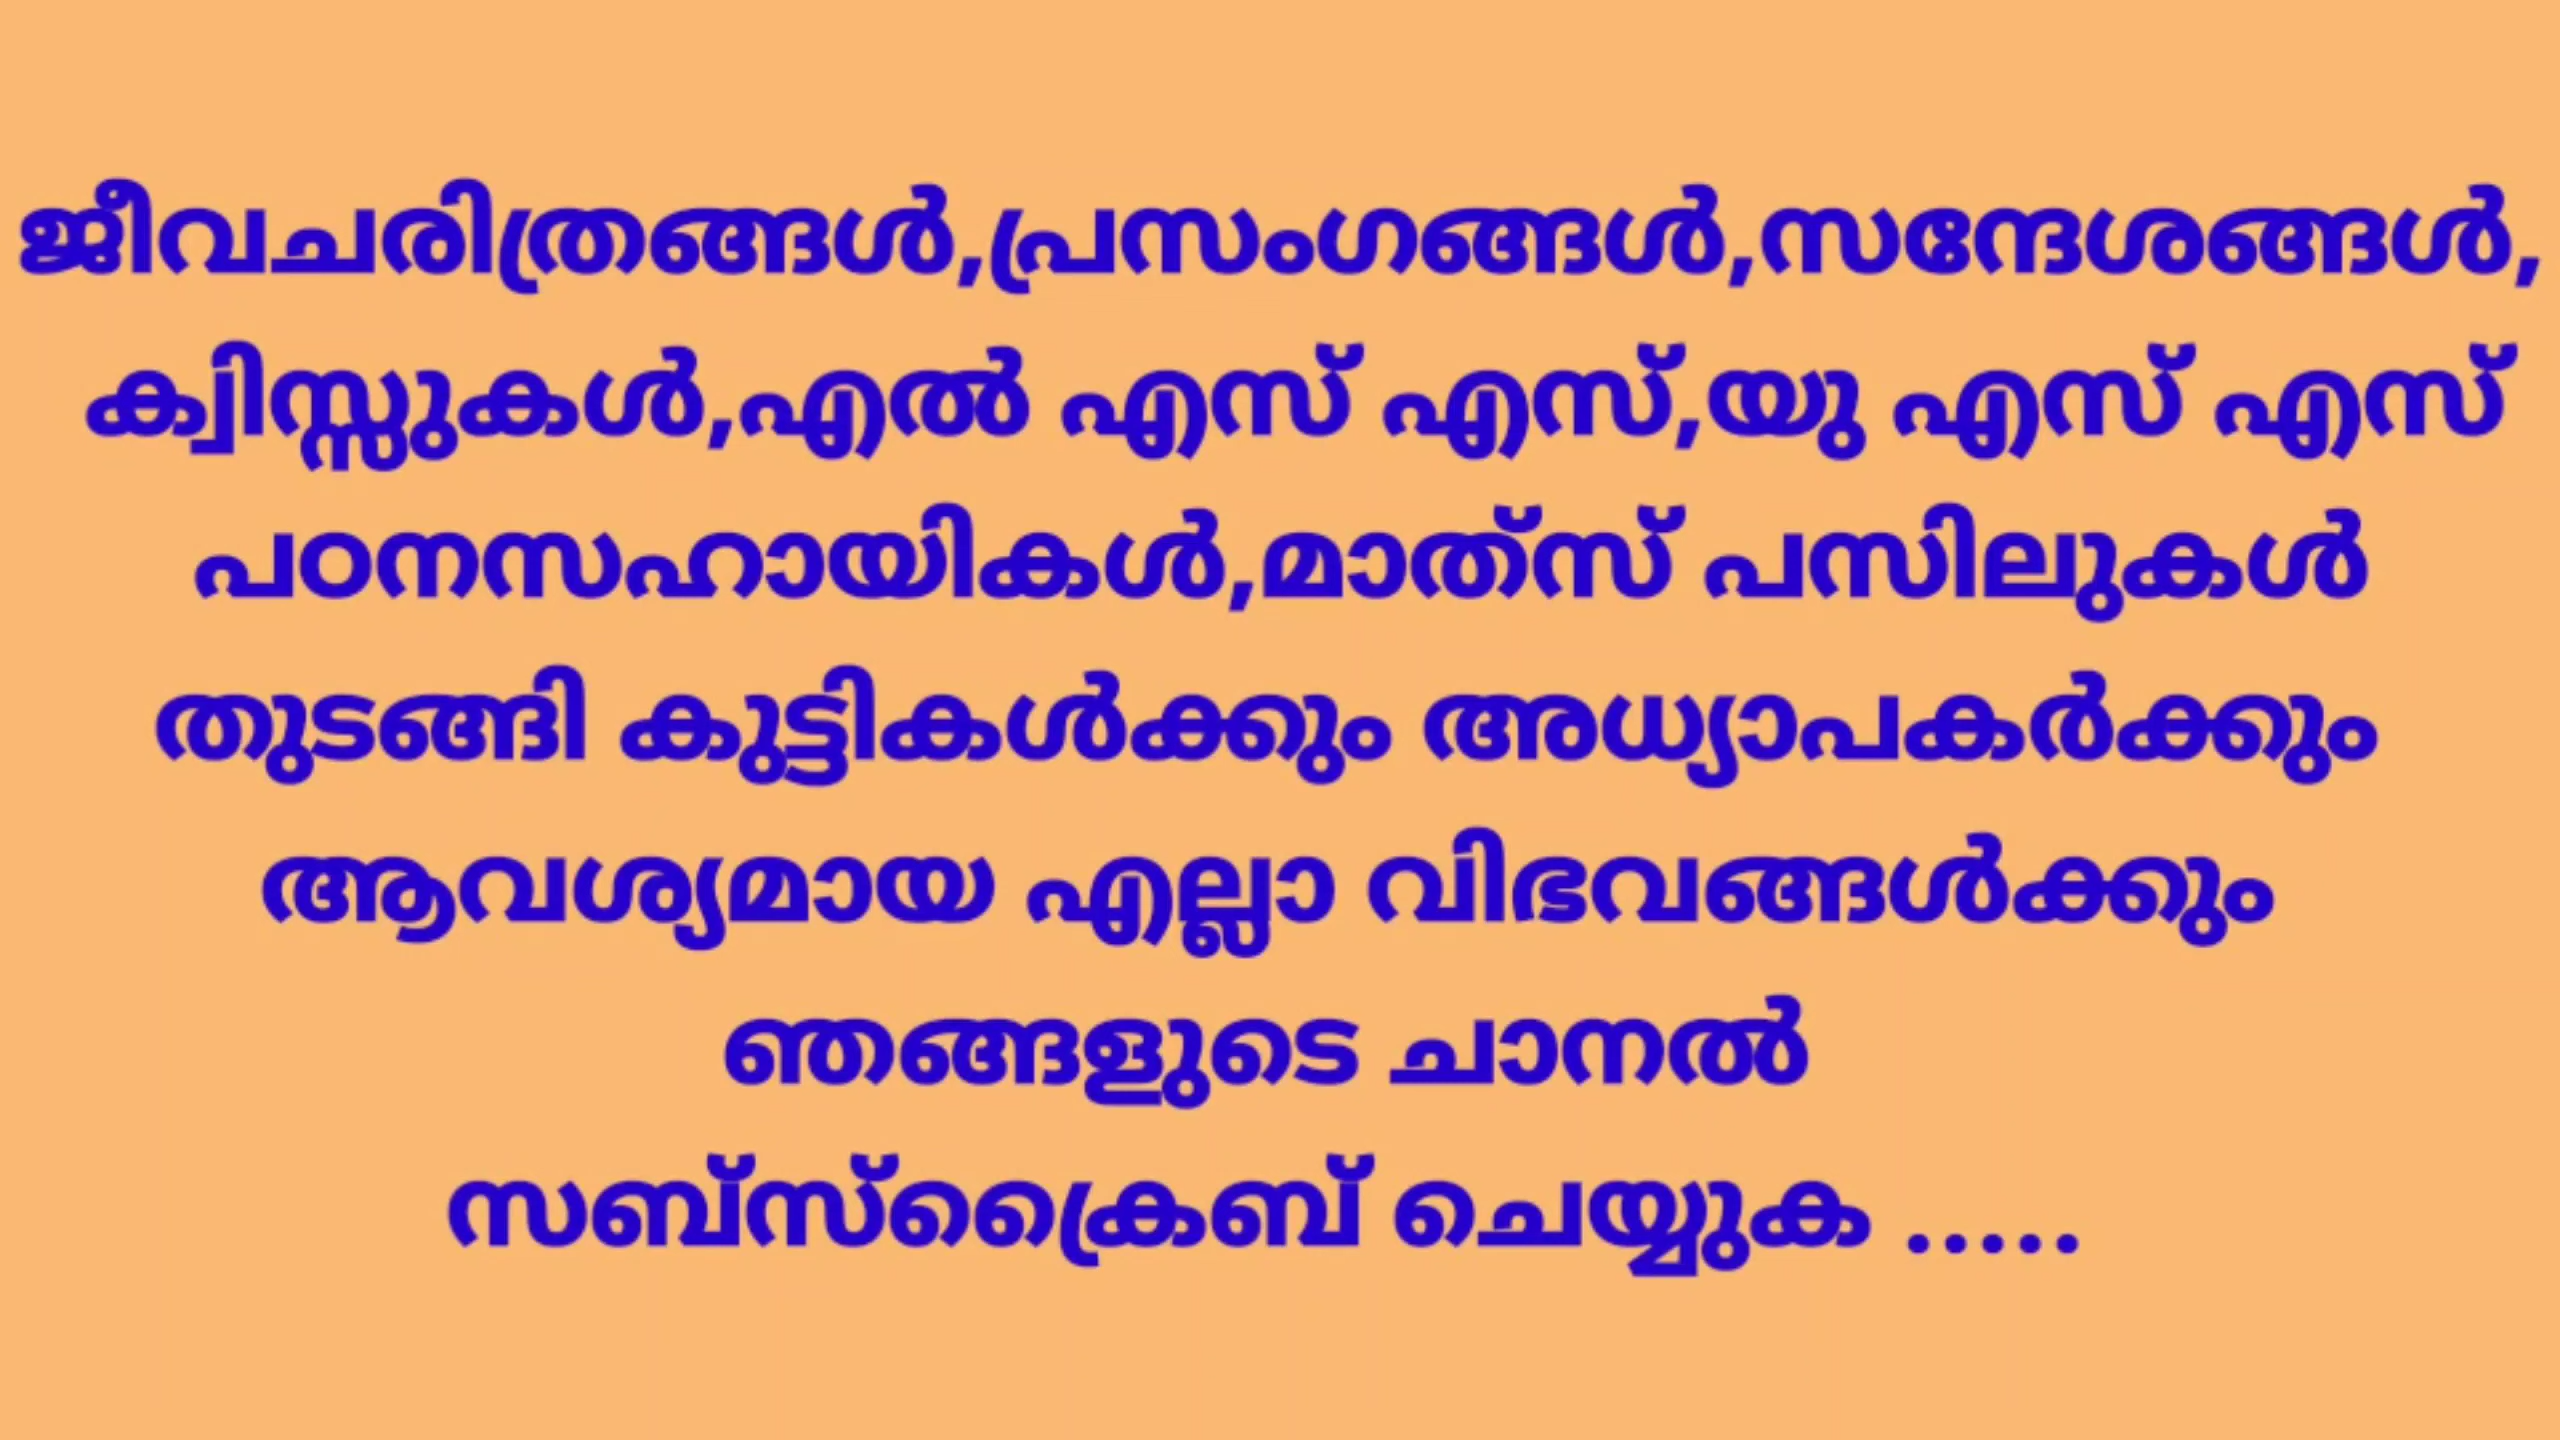 ജീവചരിത്രങ്ങൾ,പ്രസംഗങ്ങൾ,സന്ദേശങ്ങൾ,
ക്വിസ്സുകൾ,എൽ എസ് എസ്,യു എസ് എസ്
പഠനസഹായികൾ,മാത്സ് പസിലുകൾ
തുടങ്ങി കുട്ടികൾക്കും അധ്യാപകർക്കും
ആവശ്യമായ എല്ലാ വിഭവങ്ങൾക്കും
ഞങ്ങളുടെ ചാനൽ
സബ്സ്ക്രൈബ് ചെയ്യുക .....